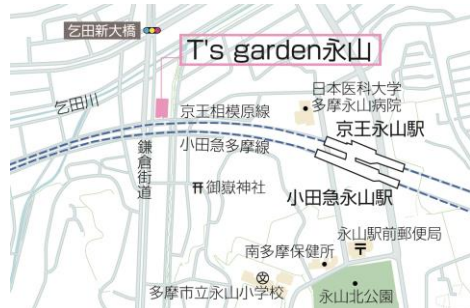 乞田新大橋
T's garden永山
乞田川
京王相模原線
日本医科大学
多摩永山病院
京王永山駅
小田急多摩線
鎌倉街道
御嶽神社
小田急永山駅
永山駅前郵便局
南多摩保健所
多摩市立永山小学校
永山北公園